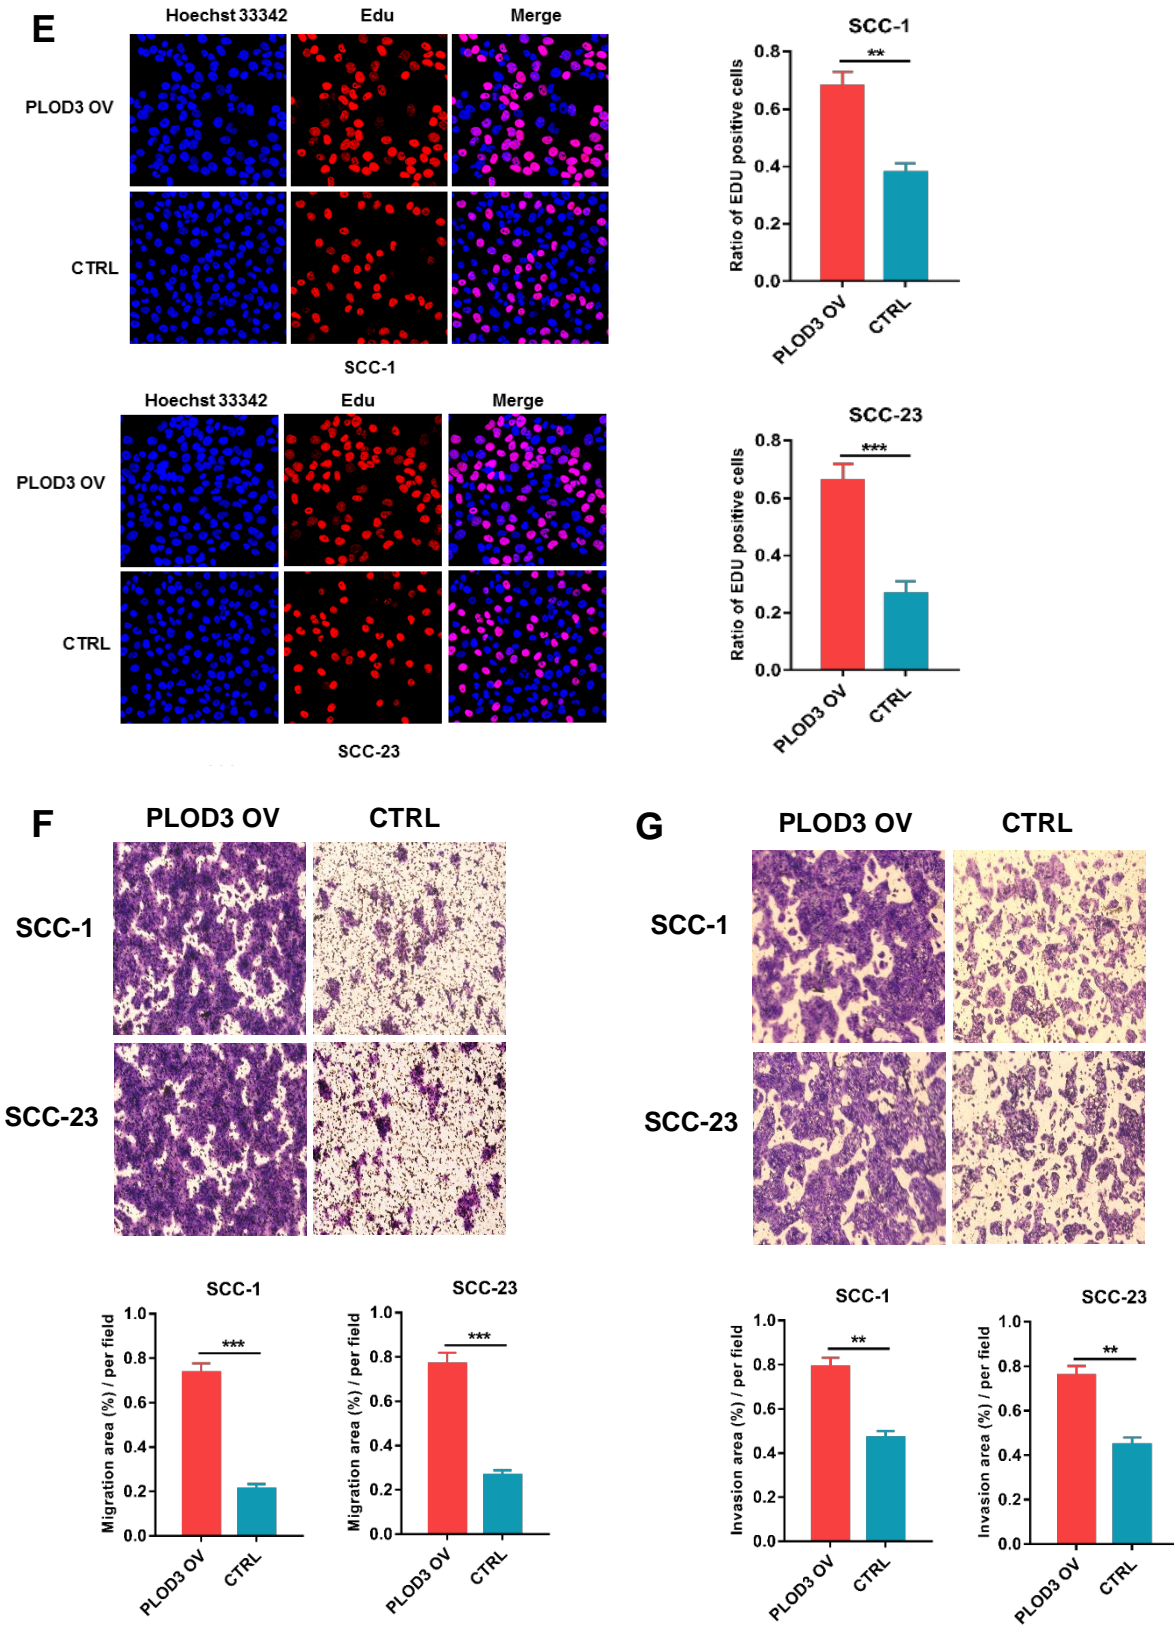 E
Hoechst 33342 Edu Merge
PLOD3 OV
CTRL
SCC-1
Hoechst 33342 Edu Merge
PLOD3 OV
CTRL
SCC-23
SCC-1
**
Ratio of EDU positive cells
0.8
0.6
0.4
0.2
0.0
PLOD3 OV
CTRL
SCC-23
***
Ratio of EDU positive cells
0.8
0.6
0.4
0.2
0.0
PLOD3 OV
CTRL
F
PLOD3 OV CTRL
SCC-1
SCC-23
SCC-1
***
Migration area (%) / per field
1.0
0.8
0.6
0.4
0.2
0.0
PLOD3 OV
CTRL
SCC-23
***
Migration area (%) / per field
1.0
0.8
0.6
0.4
0.2
0.0
PLOD3 OV
CTRL
G
PLOD3 OV CTRL
SCC-1
SCC-23
SCC-1
**
Invasion area (%) / per field
1.0
0.8
0.6
0.4
0.2
0.0
PLOD3 OV
CTRL
SCC-23
**
Invasion area (%) / per field
1.0
0.8
0.6
0.4
0.2
0.0
PLOD3 OV
CTRL